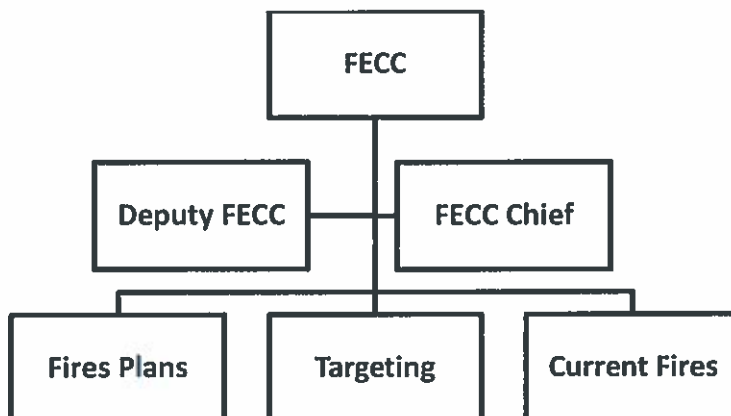 FECC
Deputy FECC
FECC Chief
Fires Plans
Targeting
Current Fires